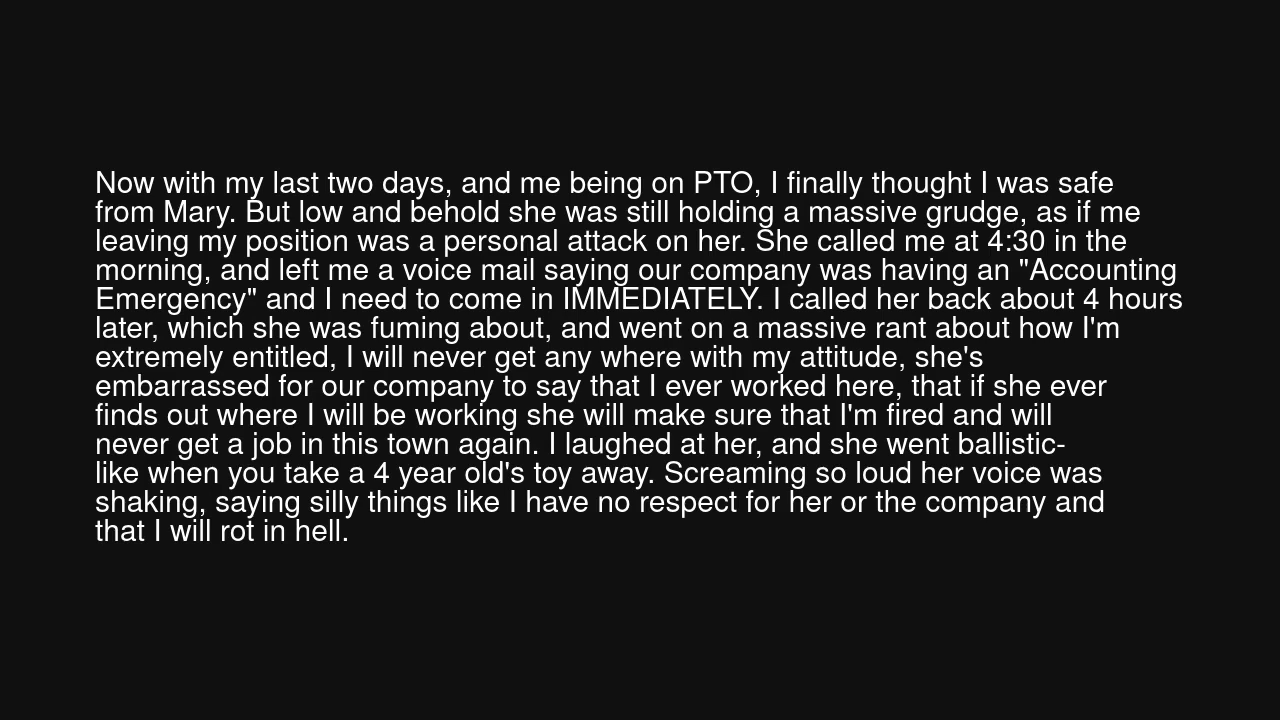 Now with my last two days, and me being on PTO, I finally thought I was safe
from Mary. But low and behold she was still holding a massive grudge, as if me
leaving my position was a personal attack on her. She called me at 4:30 in the
morning, and left me a voice mail saying our company was having an "Accounting
Emergency" and I need to come in IMMEDIATELY. I called her back about 4 hours
later, which she was fuming about, and went on a massive rant about how I'm
extremely entitled, I will never get any where with my attitude, she's
embarrassed for our company to say that I ever worked here, that if she ever
finds out where I will be working she will make sure that I'm fired and will
never get a job in this town again. I laughed at her, and she went ballistic-
like when you take a 4 year old's toy away. Screaming so loud her voice was
shaking, saying silly things like I have no respect for her or the company and
that I will rot in hell.